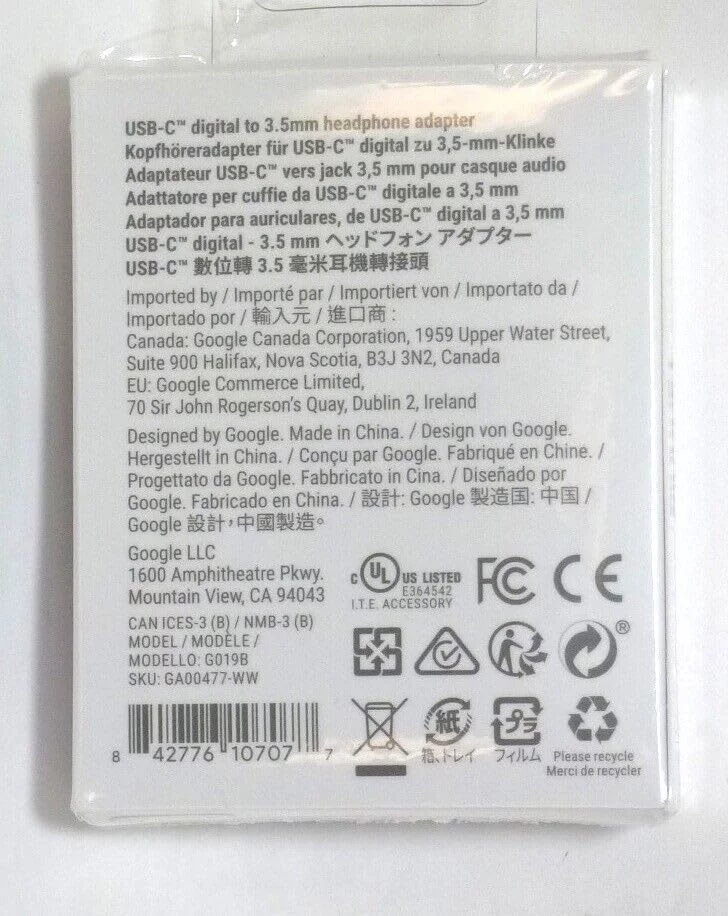 USB-C™ digital to 3.5mm headphone adapter
Kopfhöreradapter für USB-C™ digital zu 3,5-mm-Klinke
Adaptateur USB-C™ vers jack 3,5 mm pour casque audio
Adattatore per cuffie da USB-C™ digitale a 3,5 mm
Adaptador para auriculares, de USB-C™ digital a 3,5 mm
USB-C™ digital - 3.5 mm ヘッドフォン アダプター
USB-C™ 數位轉 3.5 毫米耳機轉接頭
Imported by / Importé par / Importiert von / Importato da /
Importado por / 輸入元 / 進口商 :
Canada: Google Canada Corporation, 1959 Upper Water Street,
Suite 900 Halifax, Nova Scotia, B3J 3N2, Canada
EU: Google Commerce Limited,
70 Sir John Rogerson's Quay, Dublin 2, Ireland
Designed by Google. Made in China. / Design von Google.
Hergestellt in China. / Conçu par Google. Fabriqué en Chine. /
Progettato da Google. Fabbricato in Cina. / Diseñado por
Google. Fabricado en China. / 設計: Google 製造国: 中国 /
Google 設計，中國製造。
Google LLC
1600 Amphitheatre Pkwy.
Mountain View, CA 94043
CAN ICES-3 (B) / NMB-3 (B)
MODEL / MODÈLE /
MODELLO: G019B
SKU: GA00477-WW
C UL US LISTED
E364542
I.T.E. ACCESSORY
FC CE
®
8 42776 10707 7
紙
箱、トレイ
プラ
フィルム
Please recycle
Merci de recycler